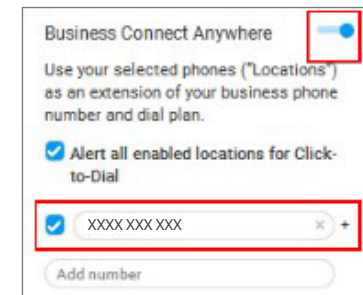 Business Connect Anywhere
Use your selected phones ("Locations")
as an extension of your business phone
number and dial plan.
Alert all enabled locations for Click-
to-Dial
XXXX XXX XXX × +
Add number